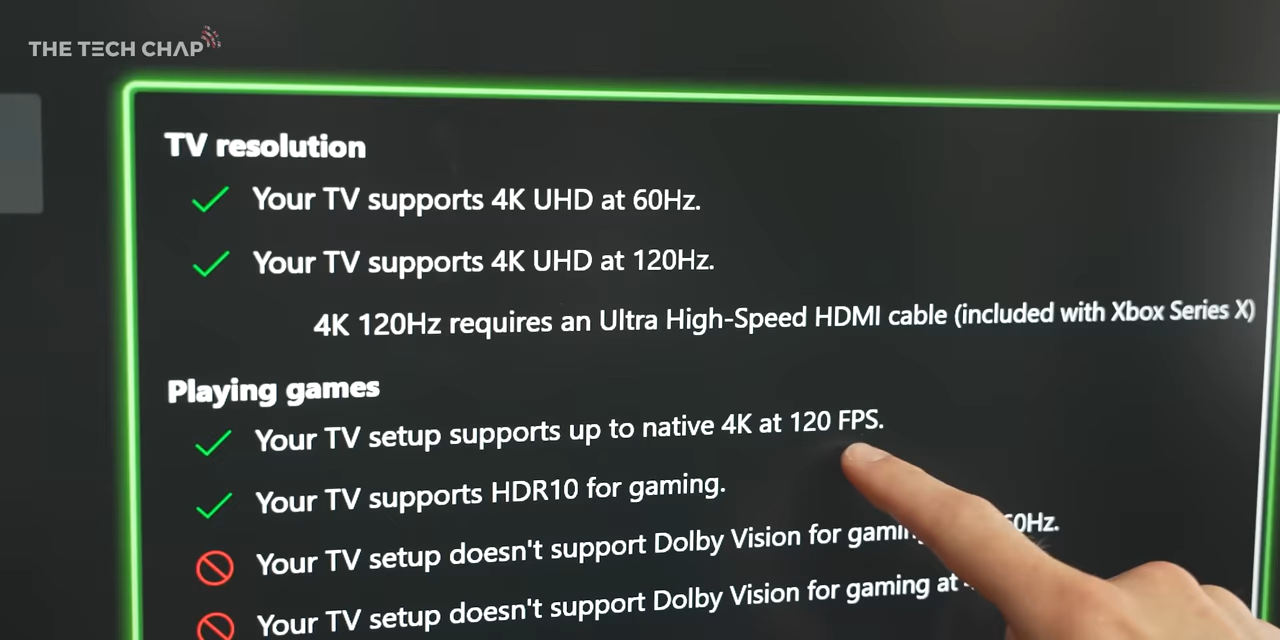 THE TECH CHAP
TV resolution
Your TV supports 4K UHD at 60Hz.
Your TV supports 4K UHD at 120Hz.
4K 120Hz requires an Ultra High-Speed HDMI cable (included with Xbox Series X)
Playing games
Your TV setup supports up to native 4K at 120 FPS.
Your TV supports HDR10 for gaming.
Your TV setup doesn't support Dolby Vision for 60Hz.
Your TV setup doesn't support Dolby Vision for gaming at